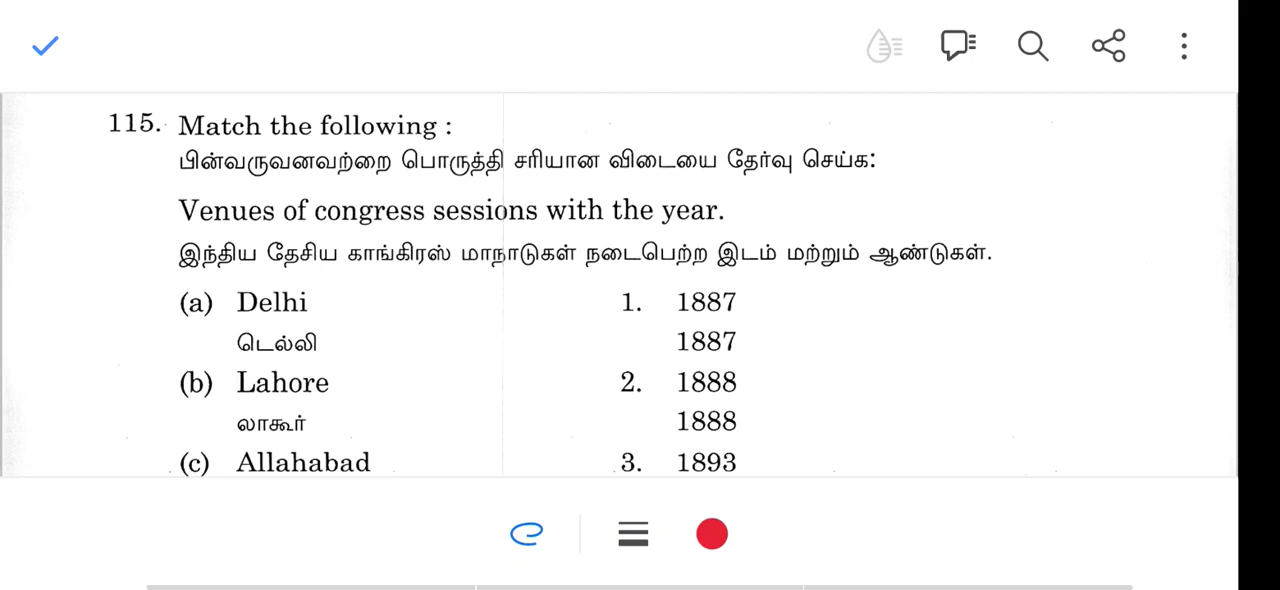 115. Match the following :
பின்வருவனவற்றை பொருத்தி சரியான விடையை தேர்வு செய்க:
Venues of congress sessions with the year.
இந்திய தேசிய காங்கிரஸ் மாநாடுகள் நடைபெற்ற இடம் மற்றும் ஆண்டுகள்.
(a) Delhi 1. 1887
டெல்லி 1887
(b) Lahore 2. 1888
லாகூர் 1888
(c) Allahabad 3. 1893